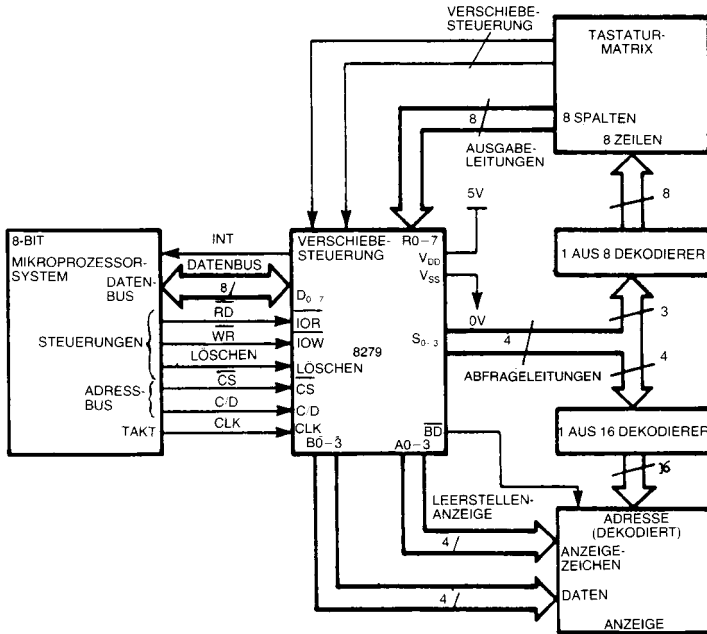 VERSCHIEBE-
STEUERUNG
TASTATUR-
MATRIX
8
8 SPALTEN
8 ZEILEN
AUSGABE-
LEITUNGEN
5V
8
8-BIT
MIKROPROZESSOR-
SYSTEM
DATEN-
BUS
STEUERUNGEN
ADRESS-
BUS
TAKT
INT
DATENBUS
8
RD
WR
LÖSCHEN
CS
C/D
CLK
VERSCHIEBE-
STEUERUNG
R0-7
VDD
VSS
0V
D0-7
IOR
IOW
8279
LÖSCHEN
CS
C/D
CLK
B0-3
A0-3
BD
S0-3
4
ABFRAGELEITUNGEN
1 AUS 8 DEKODIERER
3
4
1 AUS 16 DEKODIERER
16
LEERSTELLEN-
ANZEIGE
4
4
ADRESSE
(DEKODIERT)
ANZEIGE-
ZEICHEN
DATEN
ANZEIGE